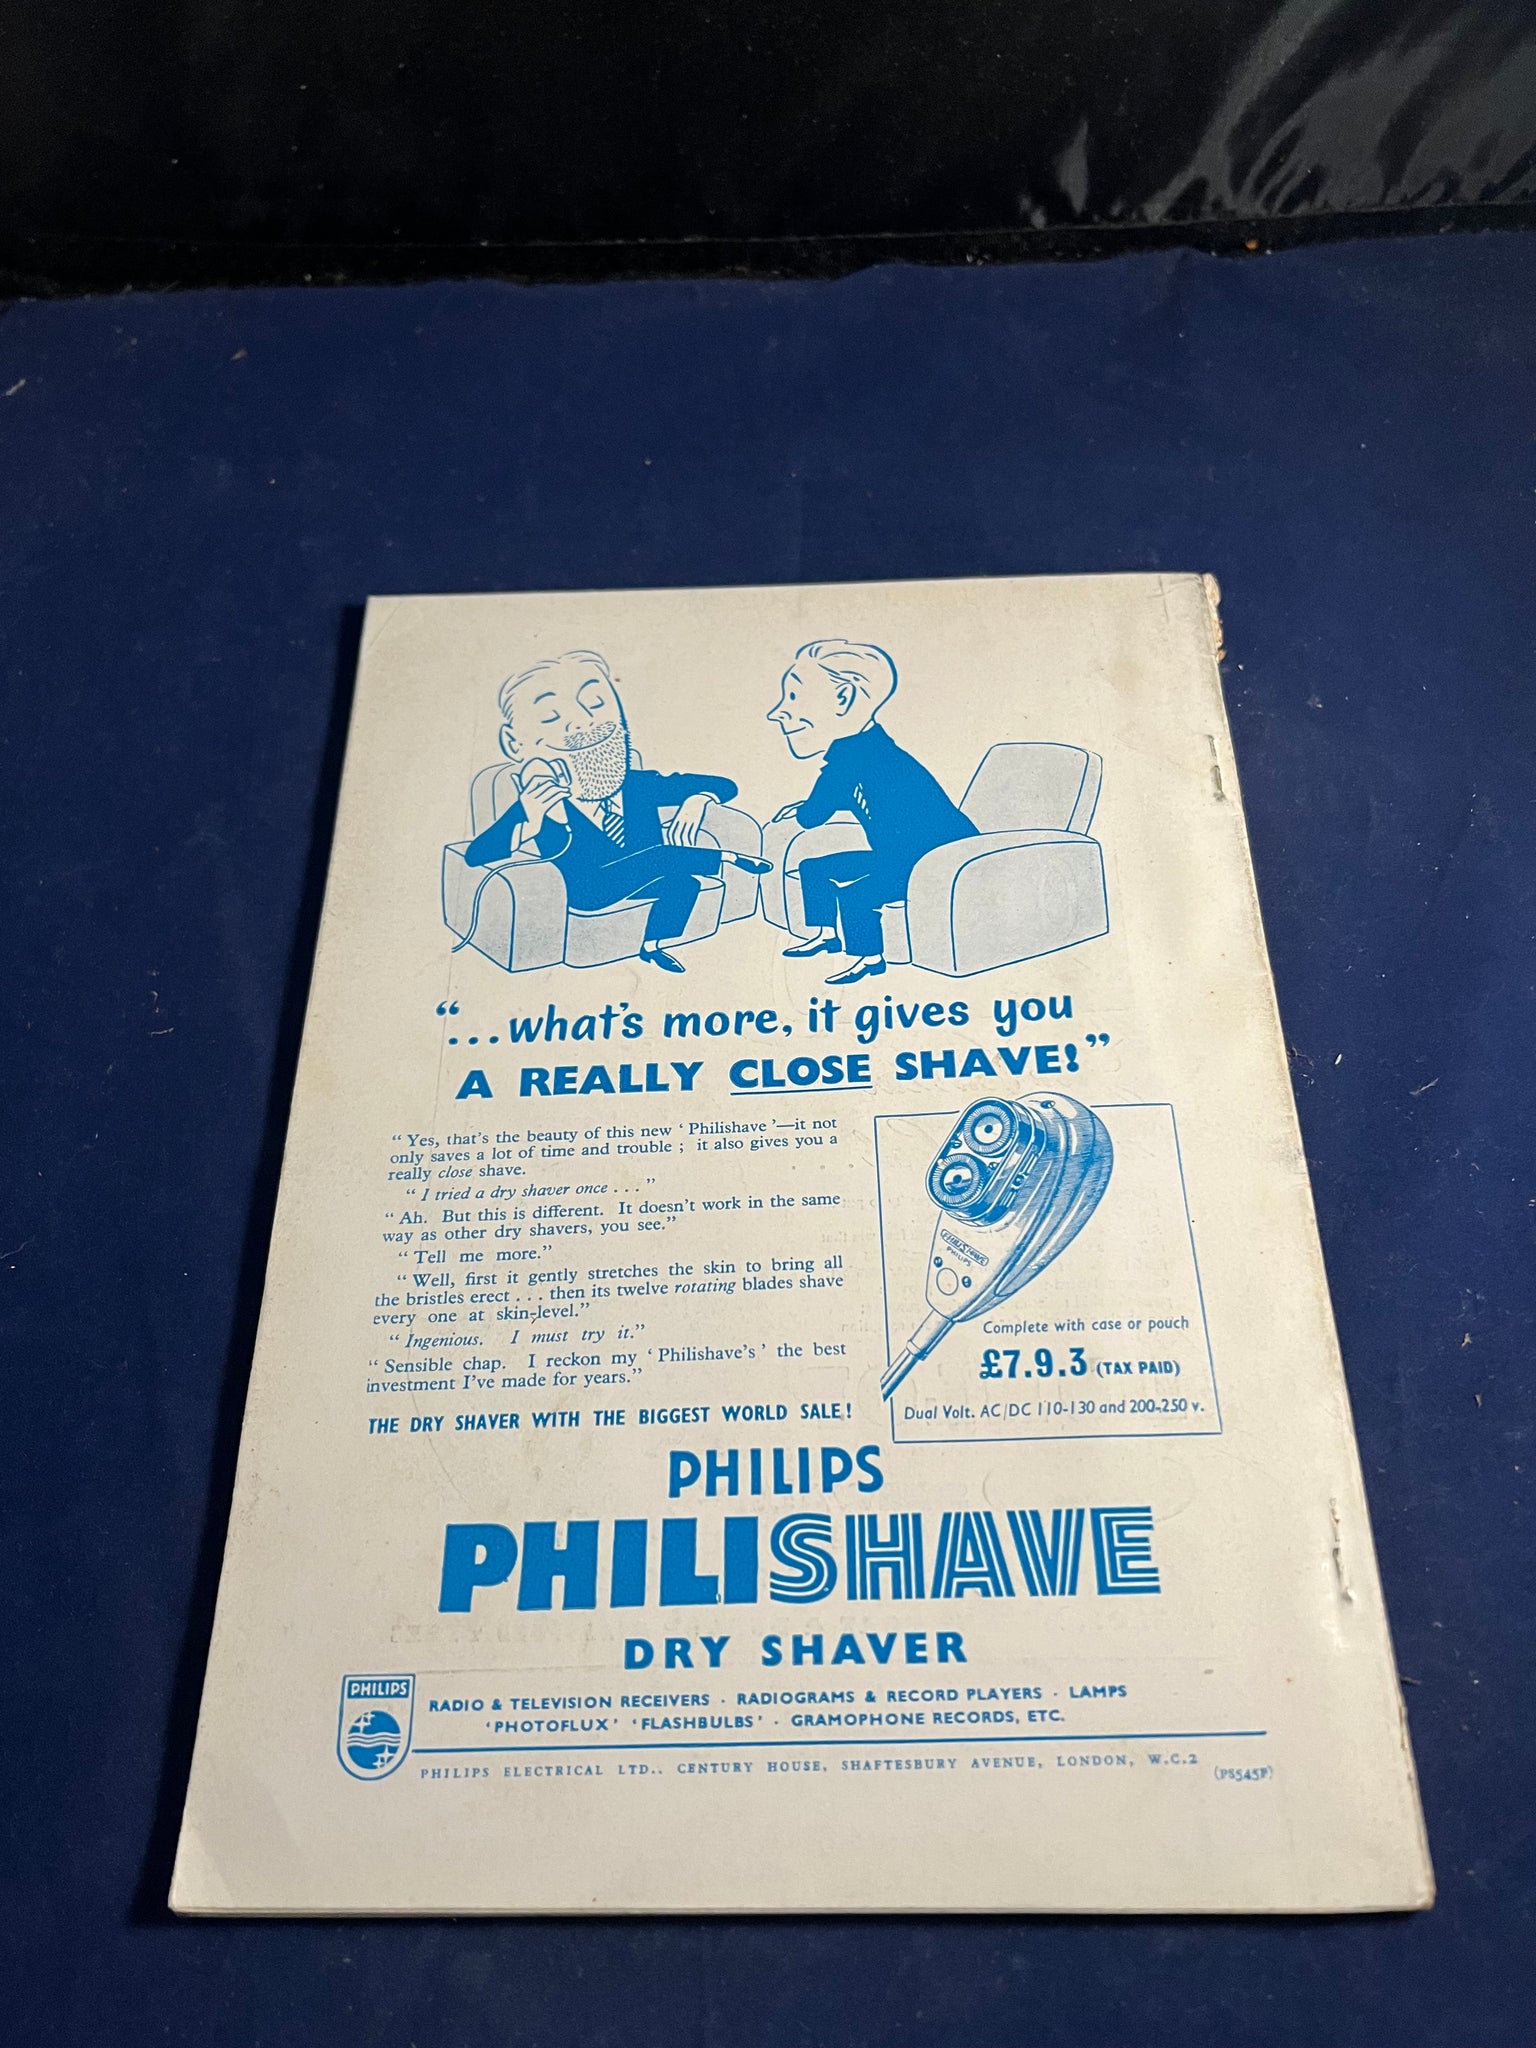 “...what's more, it gives you
A REALLY CLOSE SHAVE!”
“ Yes, that's the beauty of this new ‘ Philishave ’—it not
only saves a lot of time and trouble ; it also gives you a
really close shave.
“ I tried a dry shaver once . . . ”
“ Ah. But this is different. It doesn't work in the same
way as other dry shavers, you see.”
“ Tell me more.”
“ Well, first it gently stretches the skin to bring all
the bristles erect . . . then its twelve rotating blades shave
every one at skin-level.”
“ Ingenious. I must try it.”
“ Sensible chap. I reckon my ‘ Philishave's ’ the best
investment I've made for years.”
THE DRY SHAVER WITH THE BIGGEST WORLD SALE!
PHILISHAVE
PHILIPS
Complete with case or pouch
£7.9.3 (TAX PAID)
Dual Volt. AC/DC 110-130 and 200-250 v.
PHILIPS
PHILISHAVE
DRY SHAVER
PHILIPS
RADIO & TELEVISION RECEIVERS · RADIOGRAMS & RECORD PLAYERS · LAMPS
‘PHOTOFLUX’ ‘FLASHBULBS’ · GRAMOPHONE RECORDS, ETC.
PHILIPS ELECTRICAL LTD., CENTURY HOUSE, SHAFTESBURY AVENUE, LONDON, W.C.2
(PS545F)